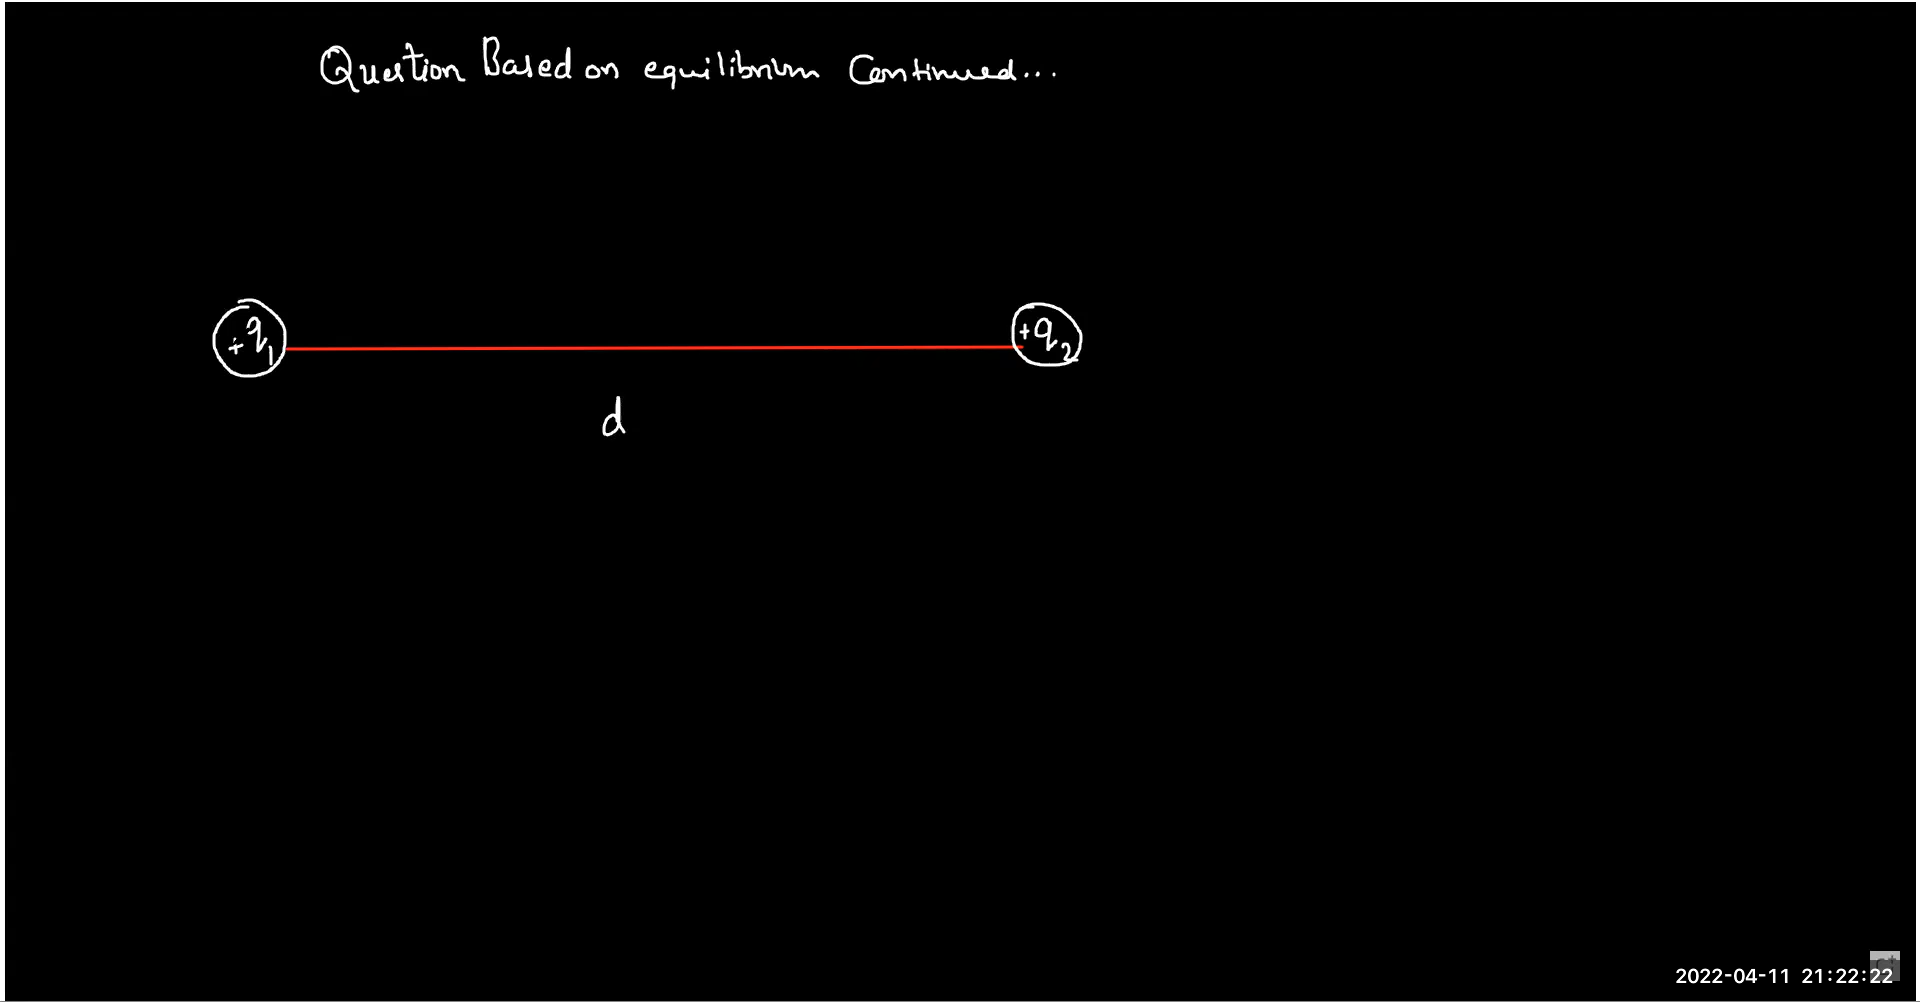 Question Based on equilibrium Continued...
+q1
+q2
d
2022-04-11 21:22:22